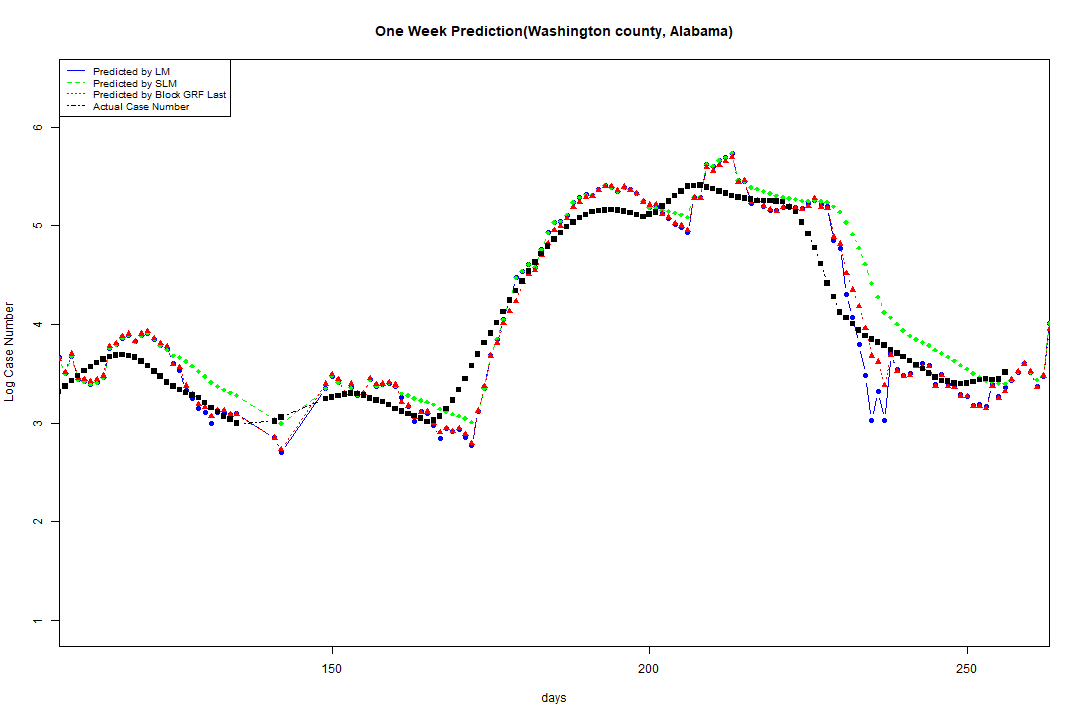 One Week Prediction(Washington county, Alabama)
Predicted by LM
Predicted by SLM
Predicted by Block GRF Last
Actual Case Number
6
5
4
3
2
1
Log Case Number
150
200
250
days